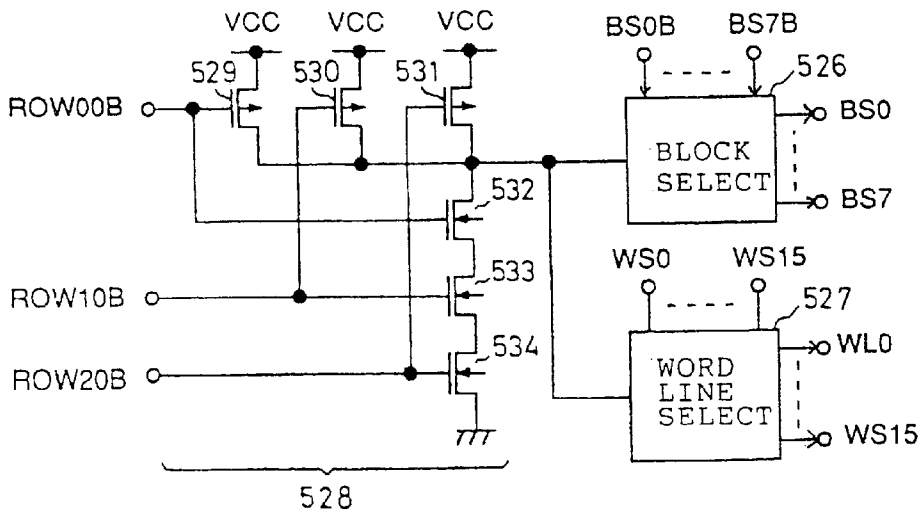 VCC VCC VCC
529 530 531
ROW00B
532
533
ROW10B
534
ROW20B
528
BS0B BS7B
526
BLOCK
SELECT
BS0
BS7
WS0 WS15
527
WORD
LINE
SELECT
WL0
WS15